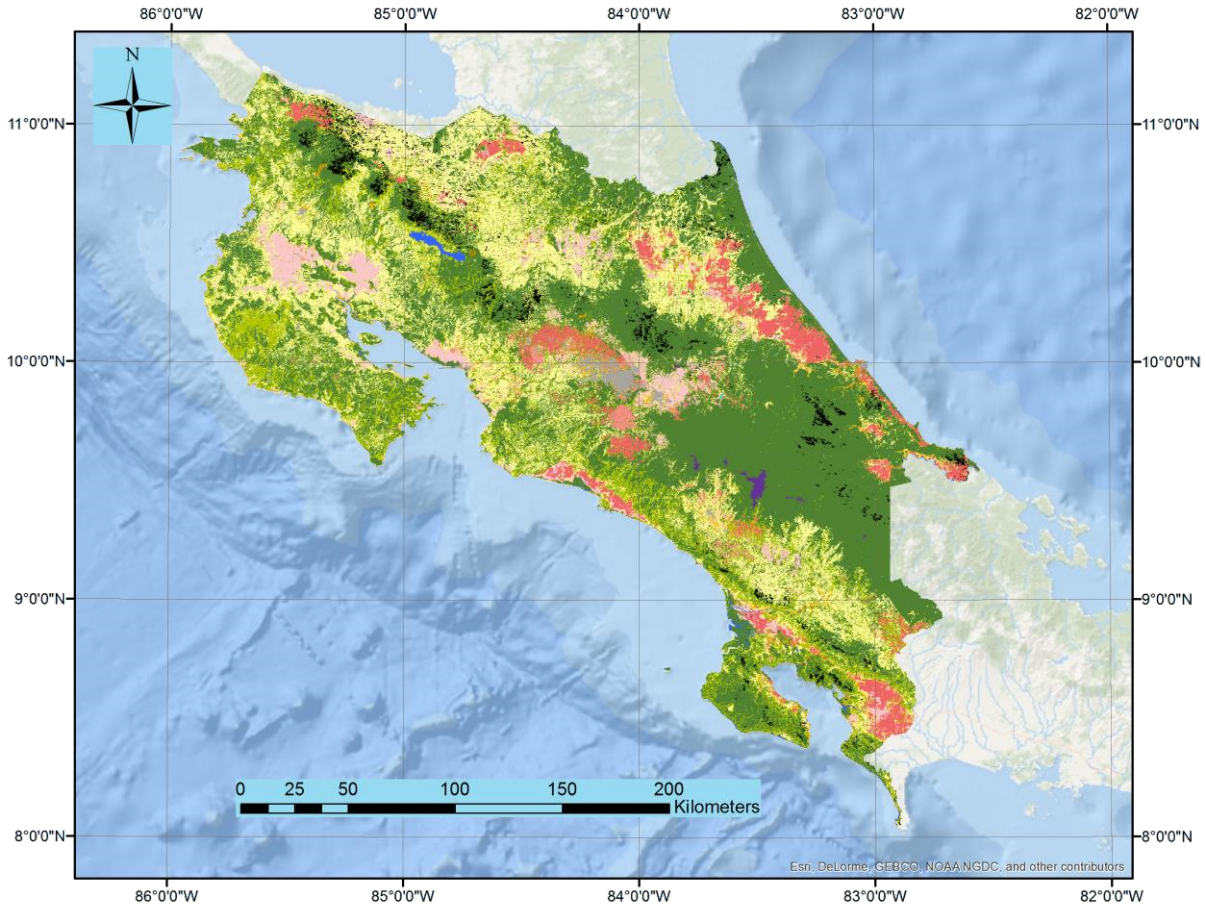 86°0'0"W 85°0'0"W 84°0'0"W 83°0'0"W 82°0'0"W
N
11°0'0"N 11°0'0"N
10°0'0"N 10°0'0"N
9°0'0"N 9°0'0"N
0 25 50 100 150 200
Kilometers
8°0'0"N 8°0'0"N
Esri, DeLorme, GEBCO, NOAA NGDC, and other contributors
86°0'0"W 85°0'0"W 84°0'0"W 83°0'0"W 82°0'0"W